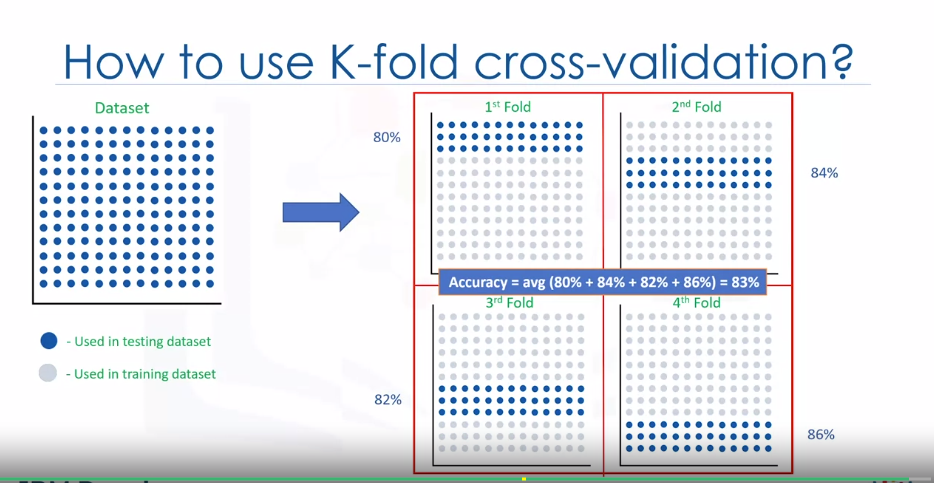 How to use K-fold cross-validation?
Dataset
- Used in testing dataset
- Used in training dataset
1st Fold
80%
2nd Fold
84%
Accuracy = avg (80% + 84% + 82% + 86%) = 83%
3rd Fold
82%
4th Fold
86%